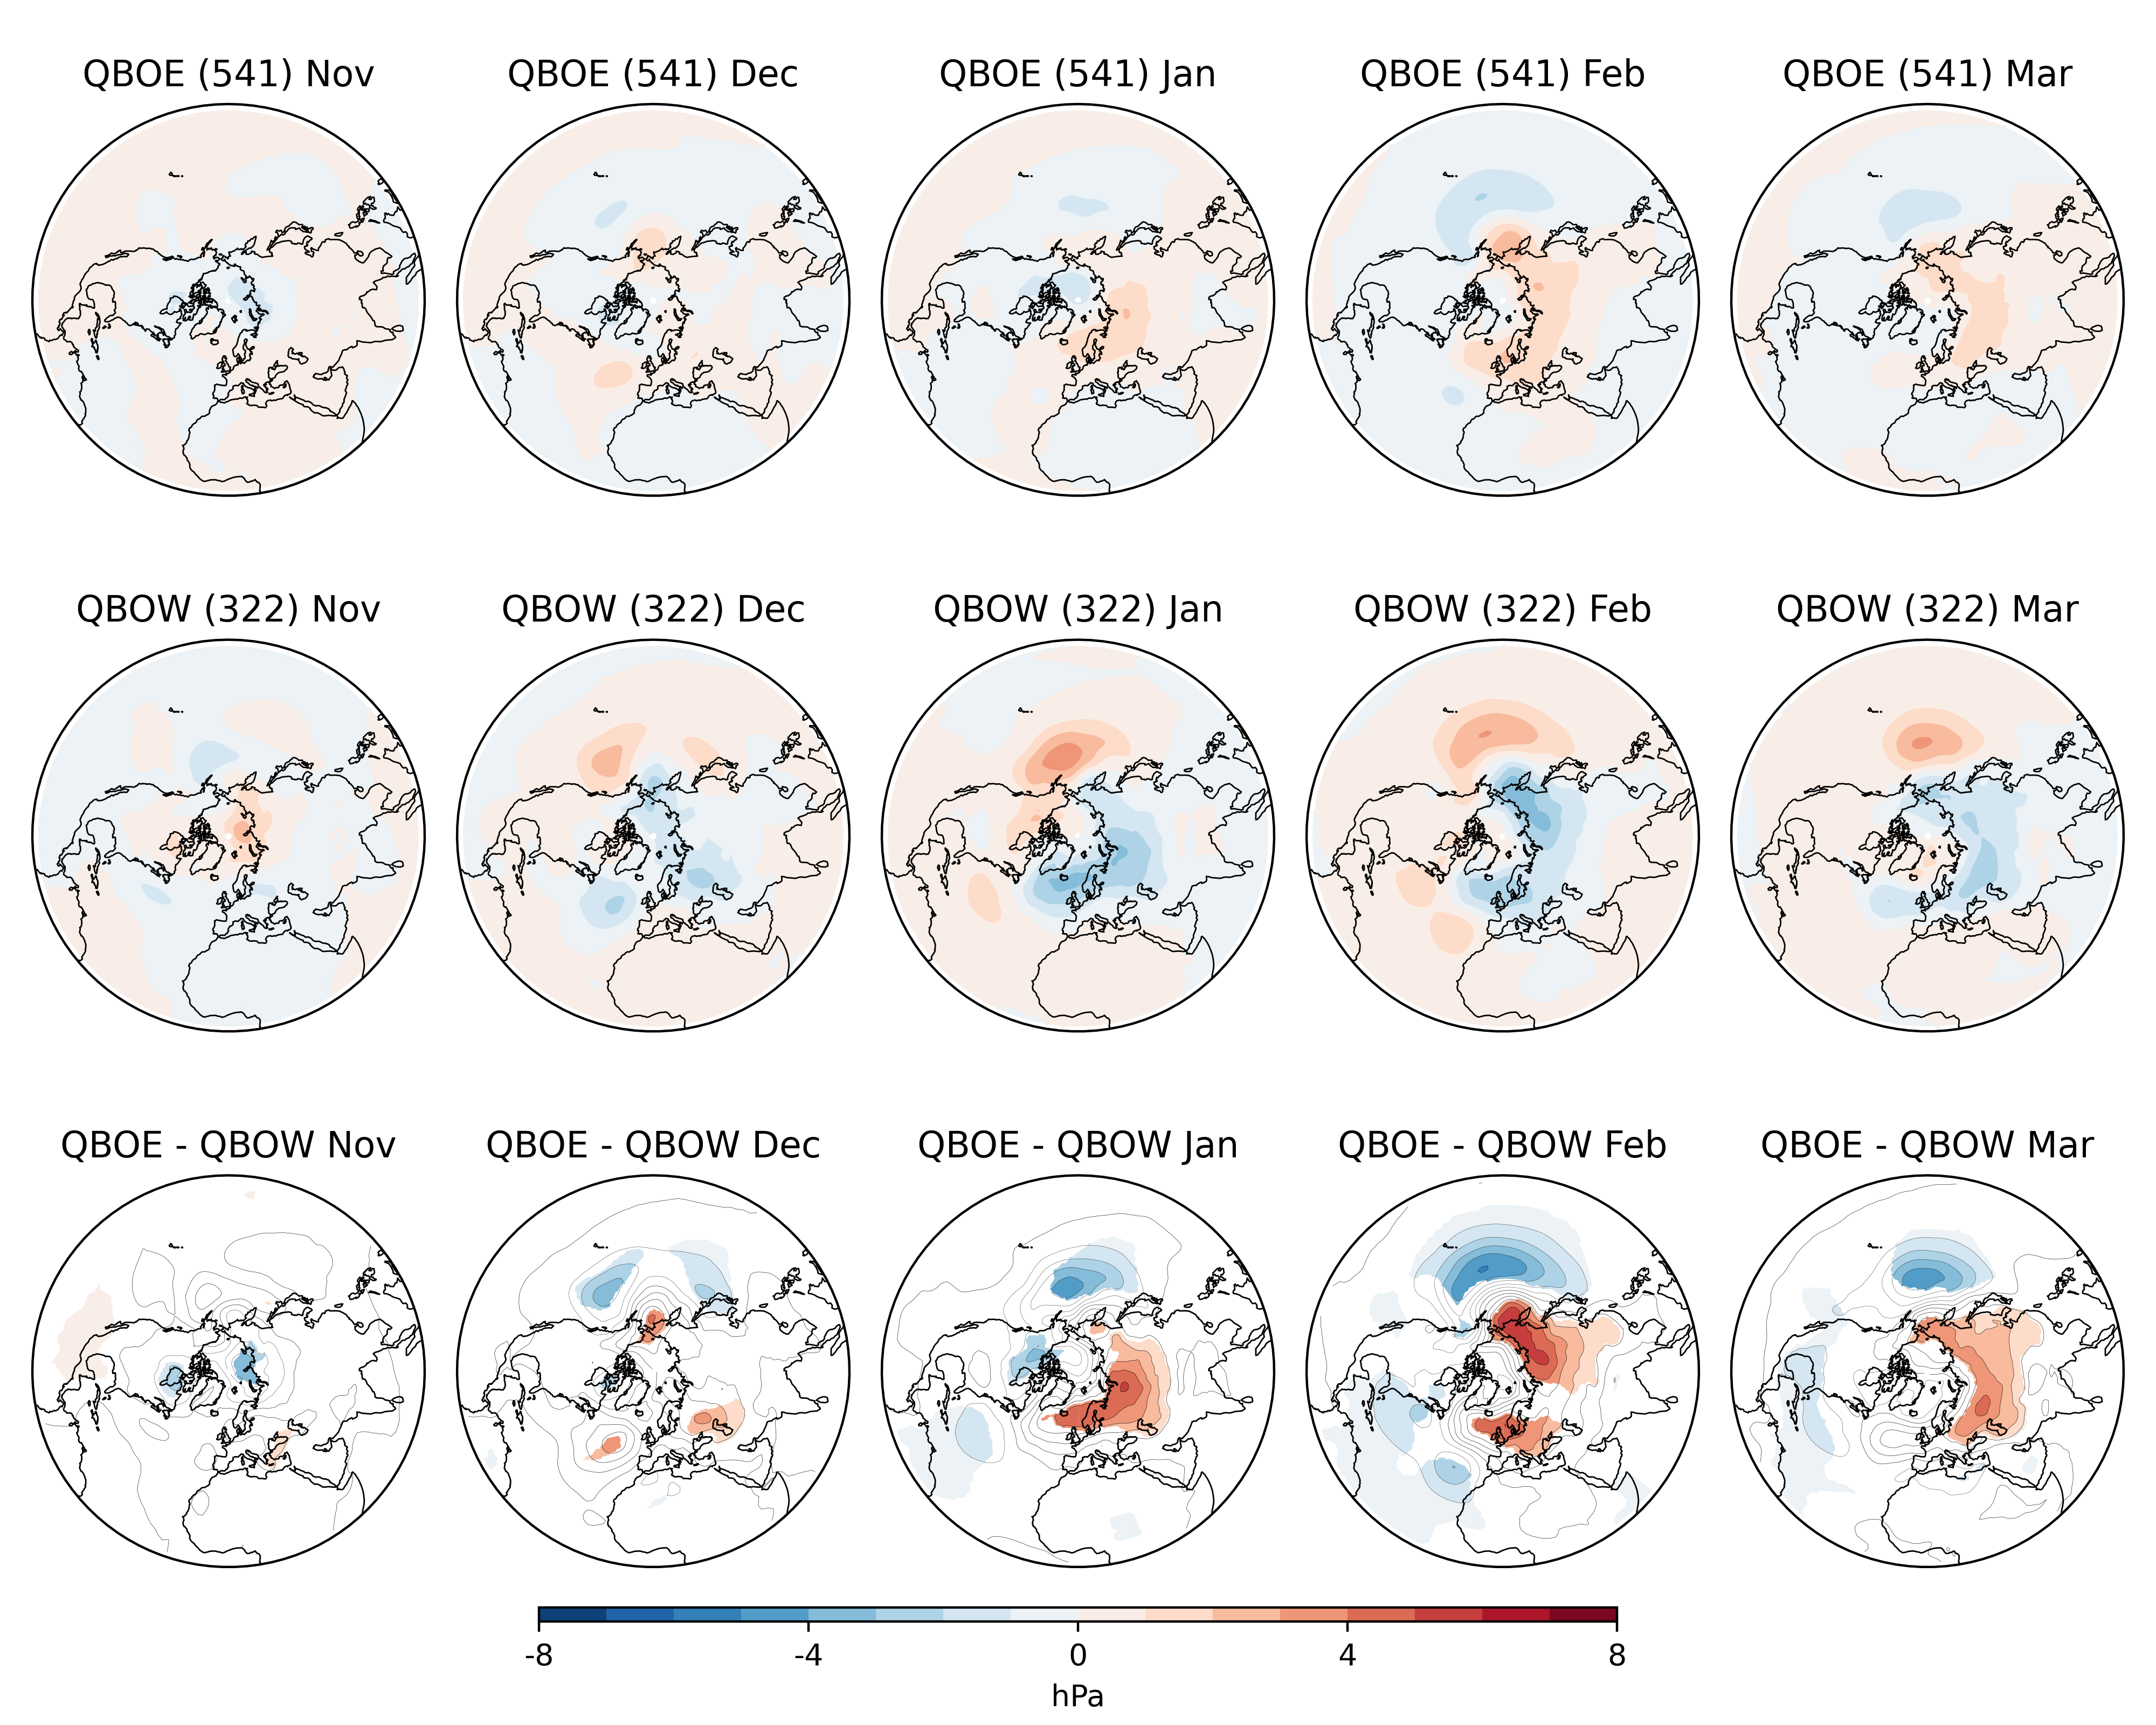 QBOE (541) Nov
QBOE (541) Dec
QBOE (541) Jan
QBOE (541) Feb
QBOE (541) Mar
QBOW (322) Nov
QBOW (322) Dec
QBOW (322) Jan
QBOW (322) Feb
QBOW (322) Mar
QBOE - QBOW Nov
QBOE - QBOW Dec
QBOE - QBOW Jan
QBOE - QBOW Feb
QBOE - QBOW Mar
-8
-4
0
4
8
hPa